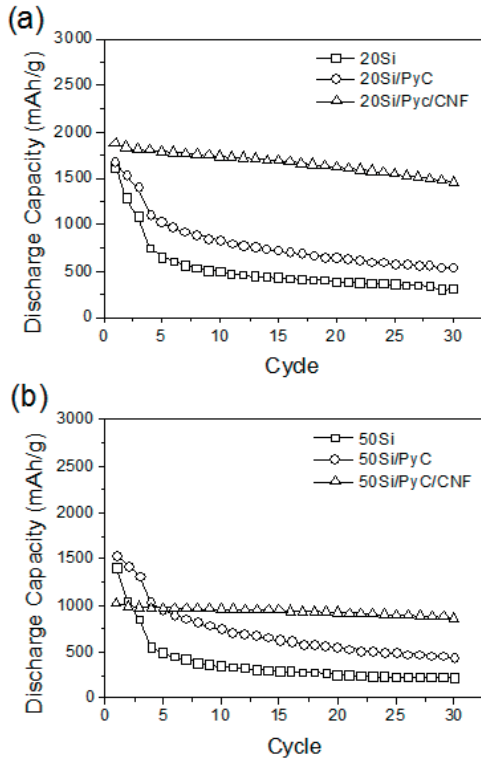 (a)
3000
2500
2000
1500
1000
500
0
Discharge Capacity (mAh/g)
20Si
20Si/PyC
20Si/Pyc/CNF
0 5 10 15 20 25 30
Cycle
(b)
3000
2500
2000
1500
1000
500
0
Discharge Capacity (mAh/g)
50Si
50Si/PyC
50Si/PyC/CNF
0 5 10 15 20 25 30
Cycle